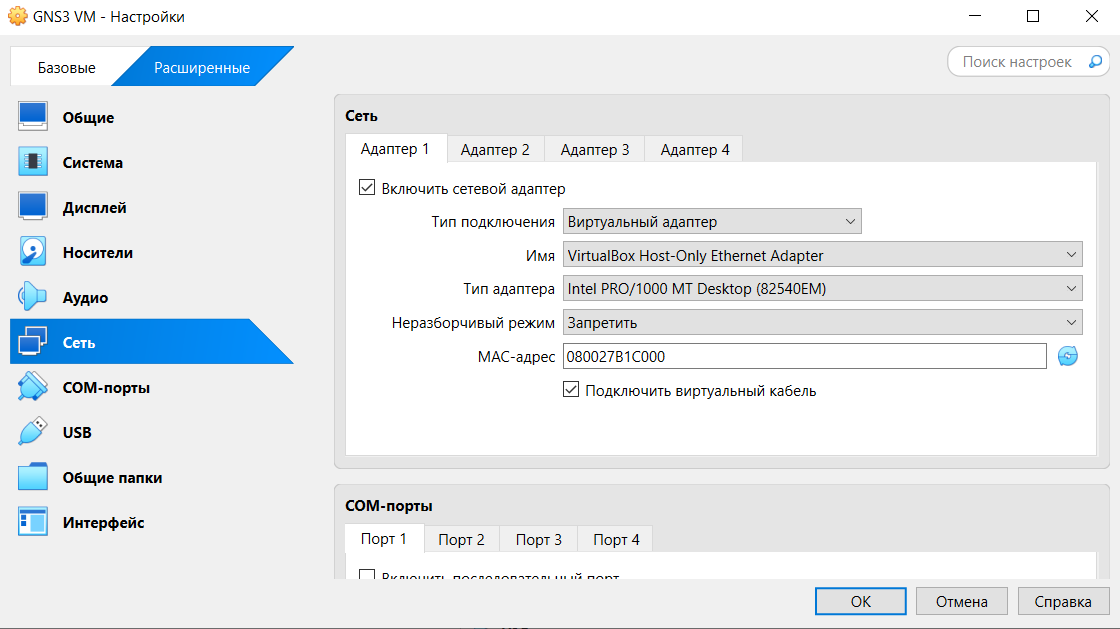 GNS3 VM - Настройки
Базовые
Расширенные
Поиск настроек
Общие
Система
Дисплей
Носители
Аудио
Сеть
COM-порты
USB
Общие папки
Интерфейс
Сеть
Адаптер 1
Адаптер 2
Адаптер 3
Адаптер 4
Включить сетевой адаптер
Тип подключения
Виртуальный адаптер
Имя
VirtualBox Host-Only Ethernet Adapter
Тип адаптера
Intel PRO/1000 MT Desktop (82540EM)
Неразборчивый режим
Запретить
MAC-адрес
080027B1C000
Подключить виртуальный кабель
COM-порты
Порт 1
Порт 2
Порт 3
Порт 4
Включить последовательный порт
OK
Отмена
Справка